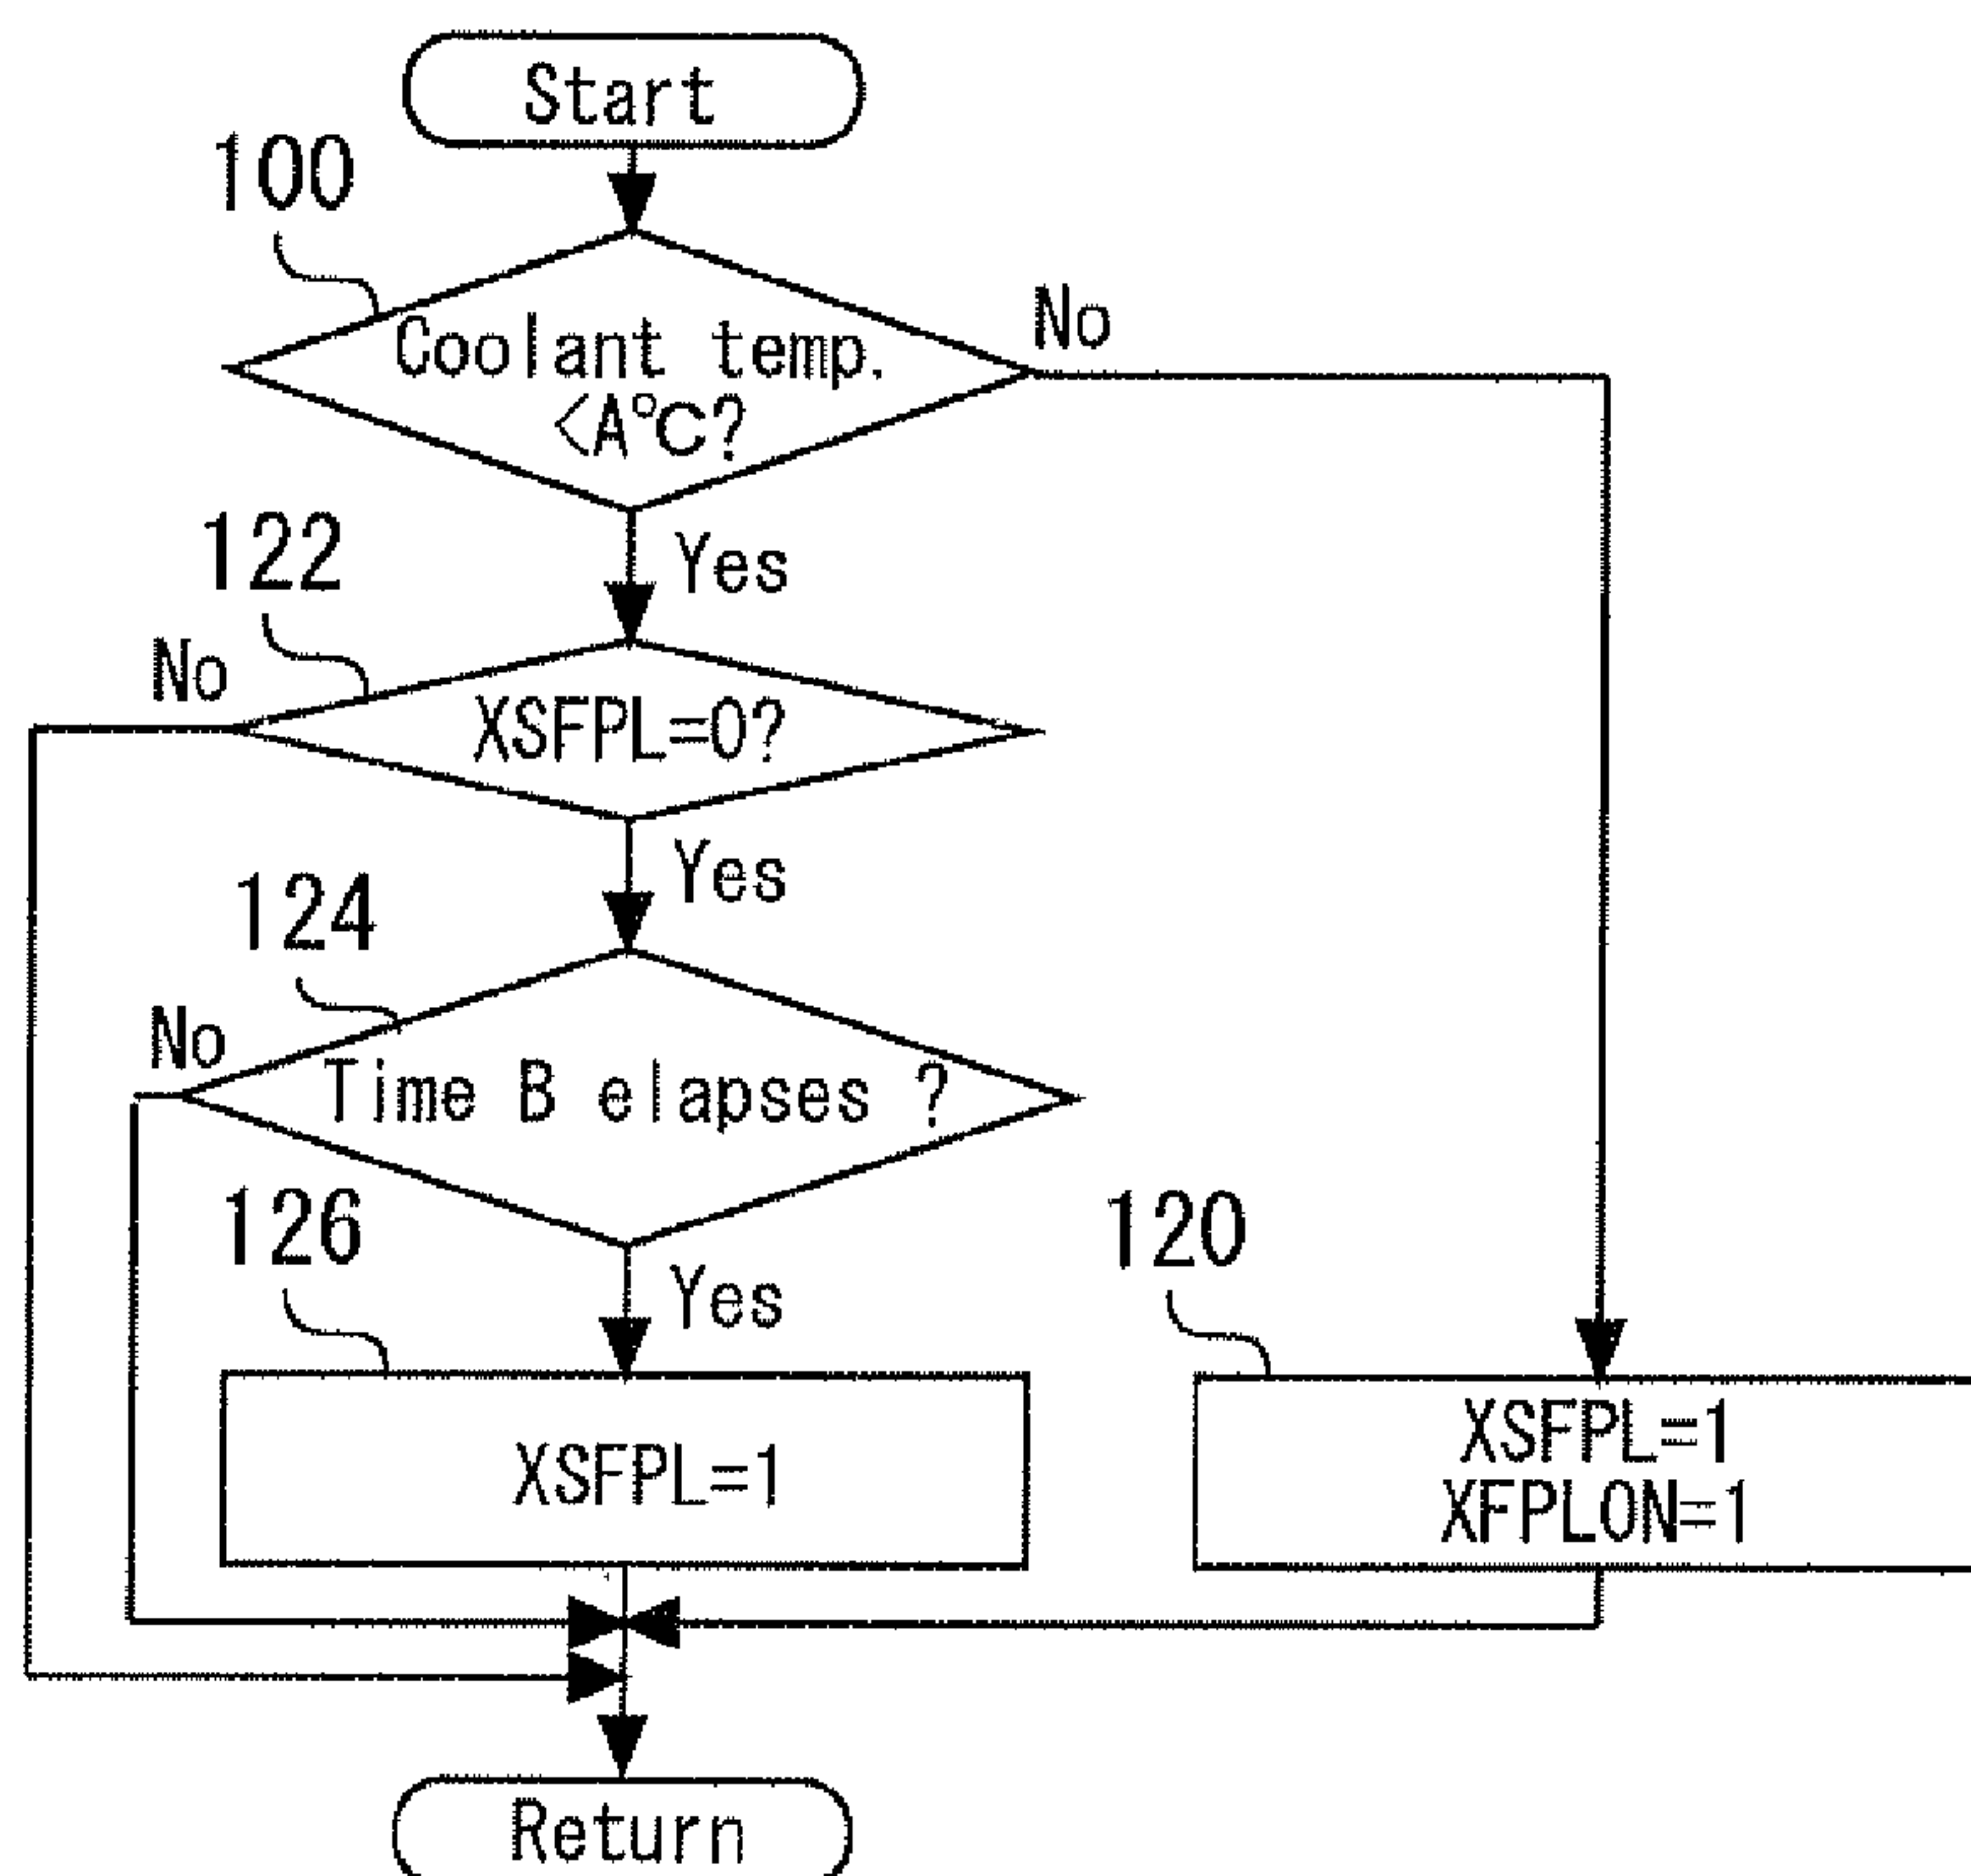 Start
100
Coolant temp.
<A℃?
No
Yes
122
No
XSFPL=0?
Yes
124
No
Time B elapses ?
126
Yes
120
XSFPL=1
XSFPL=1
XFPLON=1
Return